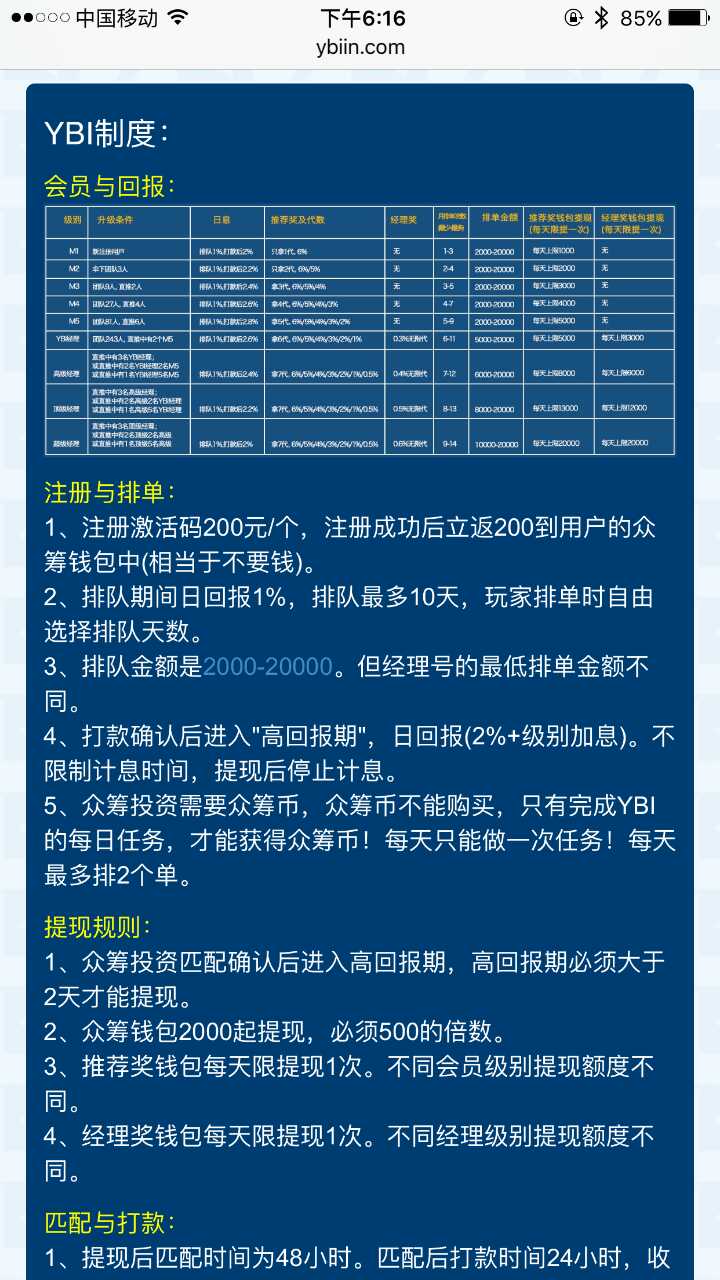 中国移动 下午6:16 85%
ybiin.com
YBI制度：
会员与回报：
级别 升级条件 日息 推荐奖及代数 经理奖 排单金额 推荐奖钱包提现(每天限提一次) 经理奖钱包提现(每天限提一次)
M1 新注册用户 排队1%,打款后2% 只拿1代, 6% 无 1-3 2000-20000 每天上限1000 无
M2 伞下团队3人 排队1%,打款后2.2% 只拿2代, 6%/5% 无 2-4 2000-20000 每天上限2000 无
M3 团队9人, 直推2人 排队1%,打款后2.4% 拿3代, 6%/5%/4% 无 3-5 2000-20000 每天上限3000 无
M4 团队27人, 直推4人 排队1%,打款后2.6% 拿4代, 6%/5%/4%/3% 无 4-7 2000-20000 每天上限4000 无
M5 团队81人, 直推6人 排队1%,打款后2.8% 拿5代, 6%/5%/4%/3%/2% 无 5-9 2000-20000 每天上限5000 无
YBI经理 团队243人, 直推中有2个M5 排队1%,打款后2.6% 拿6代, 6%/5%/4%/3%/2%/1% 0.3%无限代 6-11 5000-20000 每天上限5000 每天上限3000
高级经理 直推中有3名YBI经理; 或直推中有2名YBI经理2名M5 或直推中有1名YBI经理5名M5 排队1%,打款后2.4% 拿7代, 6%/5%/4%/3%/2%/1%/0.5% 0.4%无限代 7-12 6000-20000 每天上限8000 每天上限6000
顶级经理 直推中有3名高级经理; 或直推中有2名高级2名YBI经理 或直推中有1名高级5名YBI经理 排队1%,打款后2.2% 拿7代, 6%/5%/4%/3%/2%/1%/0.5% 0.5%无限代 8-13 8000-20000 每天上限13000 每天上限12000
超级经理 直推中有3名顶级经理; 或直推中有2名顶级2名高级 或直推中有1名顶级5名高级 排队1%,打款后2% 拿7代, 6%/5%/4%/3%/2%/1%/0.5% 0.6%无限代 9-14 10000-20000 每天上限20000 每天上限20000
注册与排单：
1、注册激活码200元/个，注册成功后立返200到用户的众
筹钱包中(相当于不要钱)。
2、排队期间日回报1%，排队最多10天，玩家排单时自由
选择排队天数。
3、排队金额是2000-20000。但经理号的最低排单金额不
同。
4、打款确认后进入"高回报期"，日回报(2%+级别加息)。不
限制计息时间，提现后停止计息。
5、众筹投资需要众筹币，众筹币不能购买，只有完成YBI
的每日任务，才能获得众筹币！每天只能做一次任务！每天
最多排2个单。
提现规则：
1、众筹投资匹配确认后进入高回报期，高回报期必须大于
2天才能提现。
2、众筹钱包2000起提现，必须500的倍数。
3、推荐奖钱包每天限提现1次。不同会员级别提现额度不
同。
4、经理奖钱包每天限提现1次。不同经理级别提现额度不
同。
匹配与打款：
1、提现后匹配时间为48小时。匹配后打款时间24小时，收